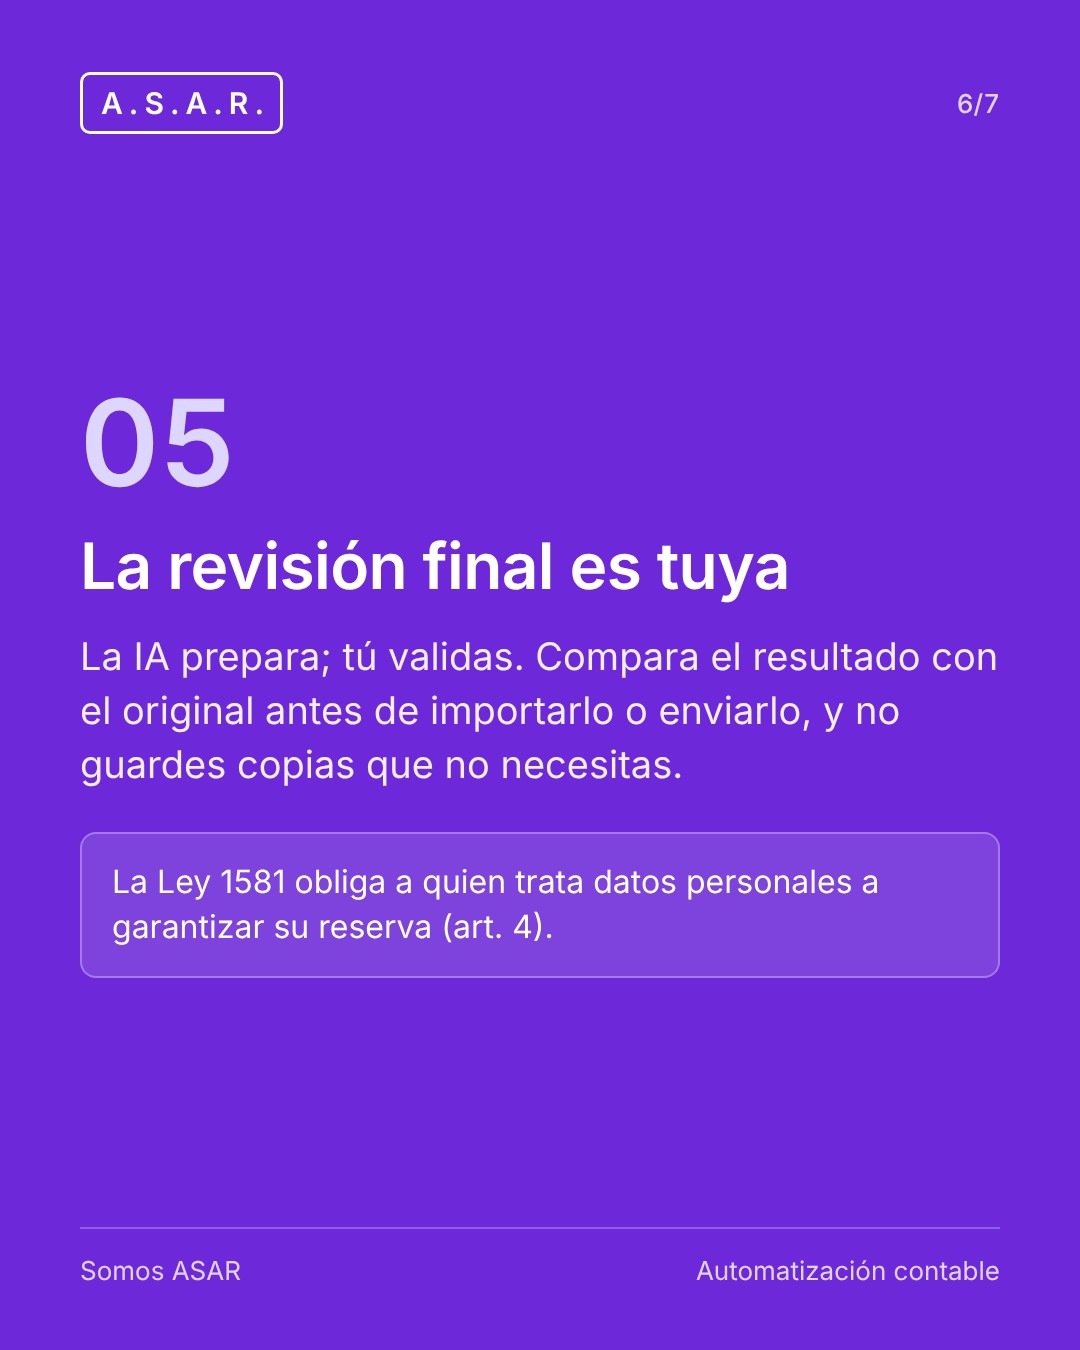 A.S.A.R.
6/7
05
La revisión final es tuya
La IA prepara; tú validas. Compara el resultado con
el original antes de importarlo o enviarlo, y no
guardes copias que no necesitas.
La Ley 1581 obliga a quien trata datos personales a
garantizar su reserva (art. 4).
Somos ASAR
Automatización contable